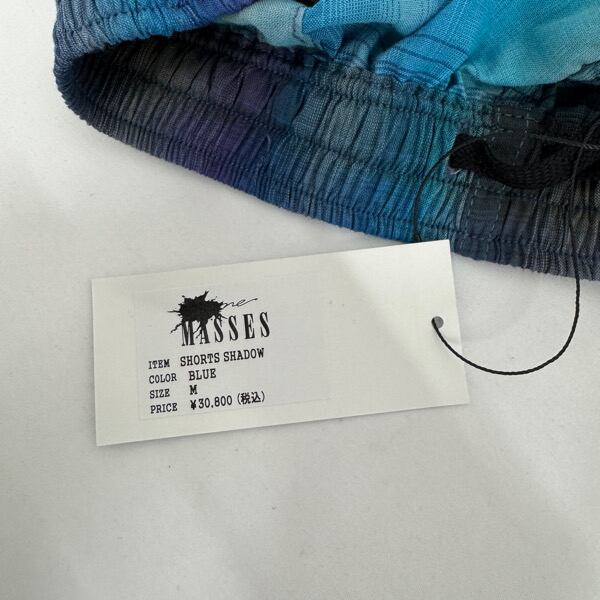 MASSES
ITEM SHORTS SHADOW
COLOR BLUE
SIZE M
PRICE ¥30,800 (税込)